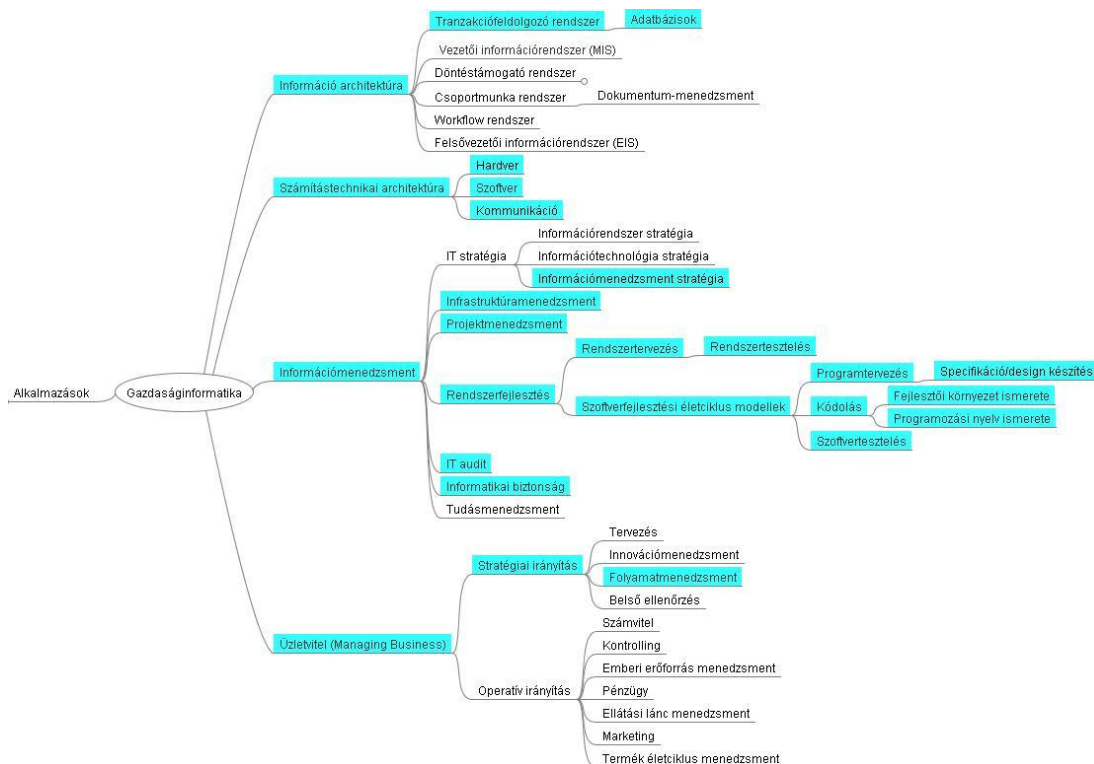 Tranzakciófeldolgozó rendszer
Adatbázisok
Vezetői információrendszer (MIS)
Döntéstámogató rendszer
Információ architektúra
Csoportmunka rendszer
Dokumentum-menedzsment
Workflow rendszer
Felsővezetői információrendszer (EIS)
Hardver
Számítástechnikai architektúra
Szoftver
Kommunikáció
Információrendszer stratégia
IT stratégia
Információtechnológia stratégia
Információmenedzsment stratégia
Infrastruktúramenedzsment
Projektmenedzsment
Rendszertervezés
Rendszertesztelés
Információmenedzsment
Programtervezés
Specifikáció/design készítés
Alkalmazások
Gazdaságinformatika
Rendszerfejlesztés
Szoftverfejlesztési életciklus modellek
Kódolás
Fejlesztői környezet ismerete
Programozási nyelv ismerete
Szoftvertesztelés
IT audit
Informatikai biztonság
Tudásmenedzsment
Tervezés
Stratégiai irányítás
Innovációmenedzsment
Folyamatmenedzsment
Belső ellenőrzés
Üzletvitel (Managing Business)
Számvitel
Kontrolling
Emberi erőforrás menedzsment
Operatív irányítás
Pénzügy
Ellátási lánc menedzsment
Marketing
Termék életciklus menedzsment